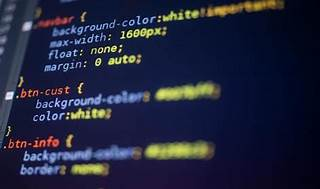 .navbar {
background-color:white!important;
max-width: 1600px;
float: none;
margin: 0 auto;
}
.btn-cust {
background-color:
color:white;
}
.btn-info {
background-color:
border: none;